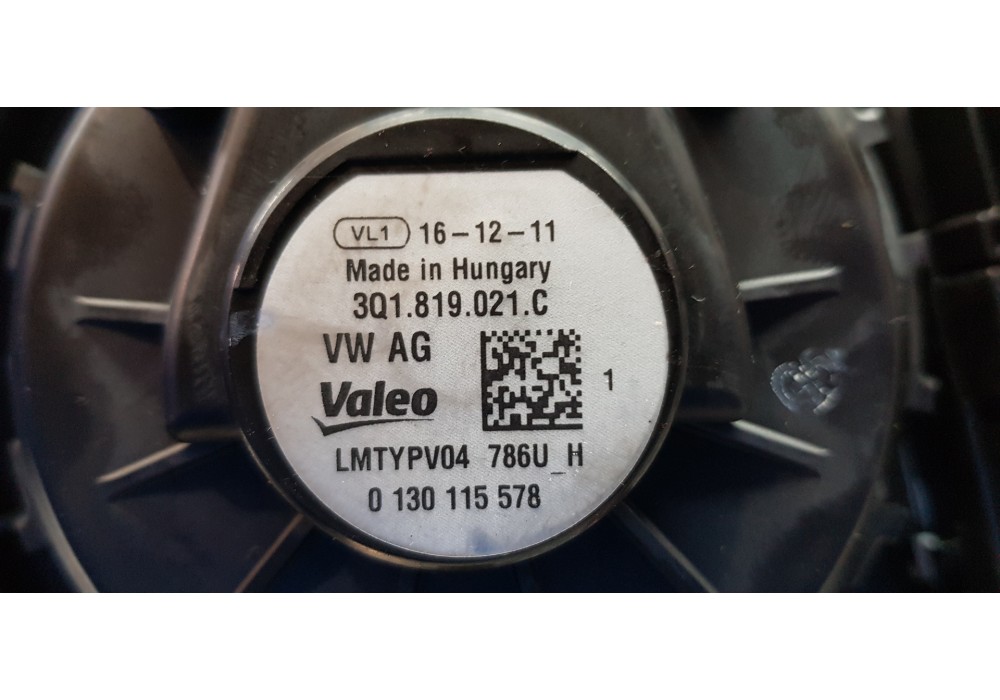 VL1 16-12-11
Made in Hungary
3Q1.819.021.C
VW AG
Valeo
1
LMTYPV04 786U_H
0 130 115 578